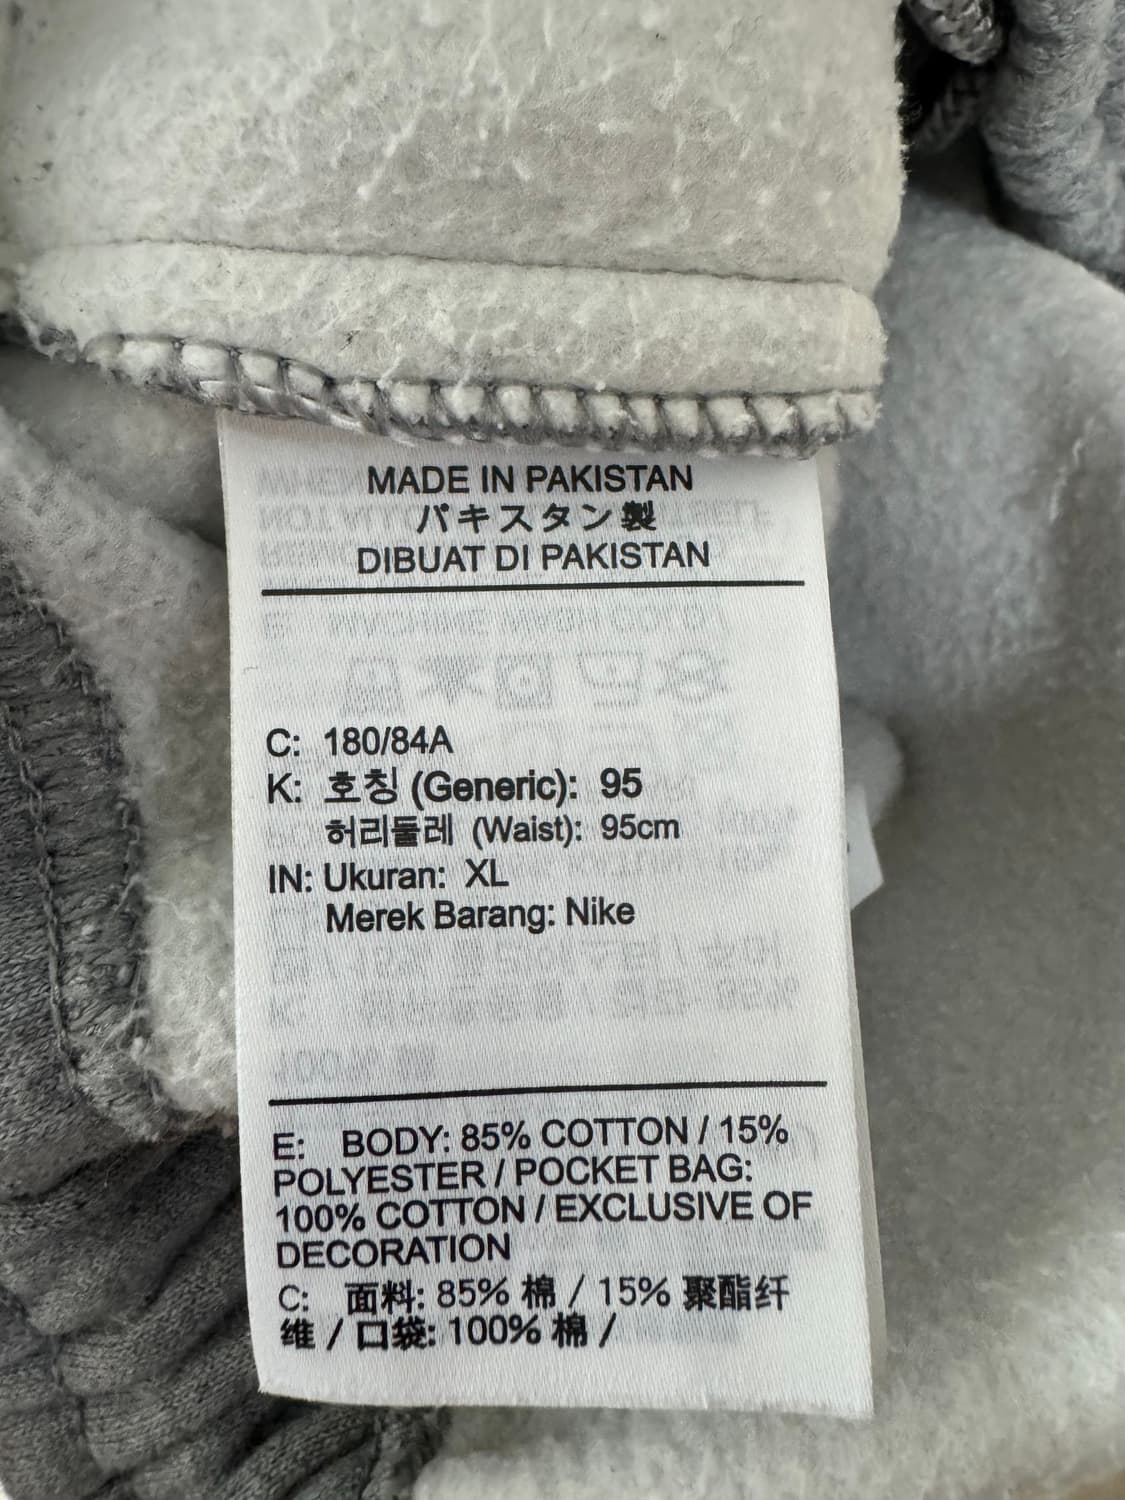 MADE IN PAKISTAN
パキスタン製
DIBUAT DI PAKISTAN
C: 180/84A
K: 호칭 (Generic): 95
허리둘레 (Waist): 95cm
IN: Ukuran: XL
Merek Barang: Nike
E: BODY: 85% COTTON / 15%
POLYESTER / POCKET BAG:
100% COTTON / EXCLUSIVE OF
DECORATION
C: 面料: 85% 棉 / 15% 聚酯纤
维 / 口袋: 100% 棉 /